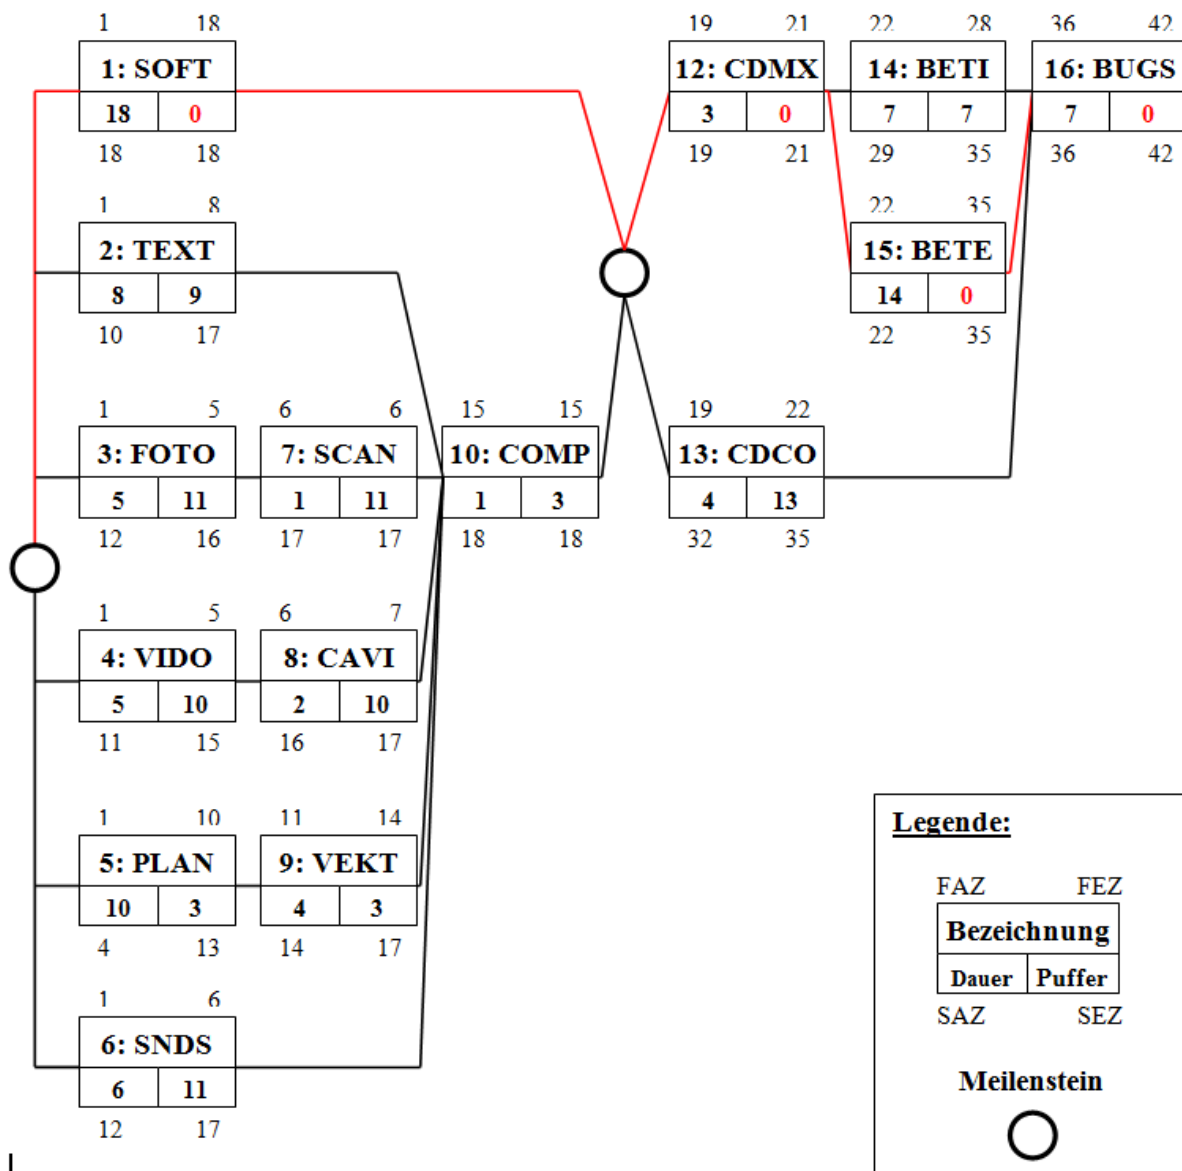 1 18
1: SOFT
18 0
18 18
1 8
2: TEXT
8 9
10 17
1 5
3: FOTO
5 11
12 16
6 6
7: SCAN
1 11
17 17
15 15
10: COMP
1 3
18 18
1 5
4: VIDO
5 10
11 15
6 7
8: CAVI
2 10
16 17
1 10
5: PLAN
10 3
4 13
11 14
9: VEKT
4 3
14 17
1 6
6: SNDS
6 11
12 17
19 21
12: CDMX
3 0
19 21
22 28
14: BETI
7 7
29 35
36 42
16: BUGS
7 0
36 42
22 35
15: BETE
14 0
22 35
19 22
13: CDCO
4 13
32 35
Legende:
FAZ FEZ
Bezeichnung
Dauer Puffer
SAZ SEZ
Meilenstein